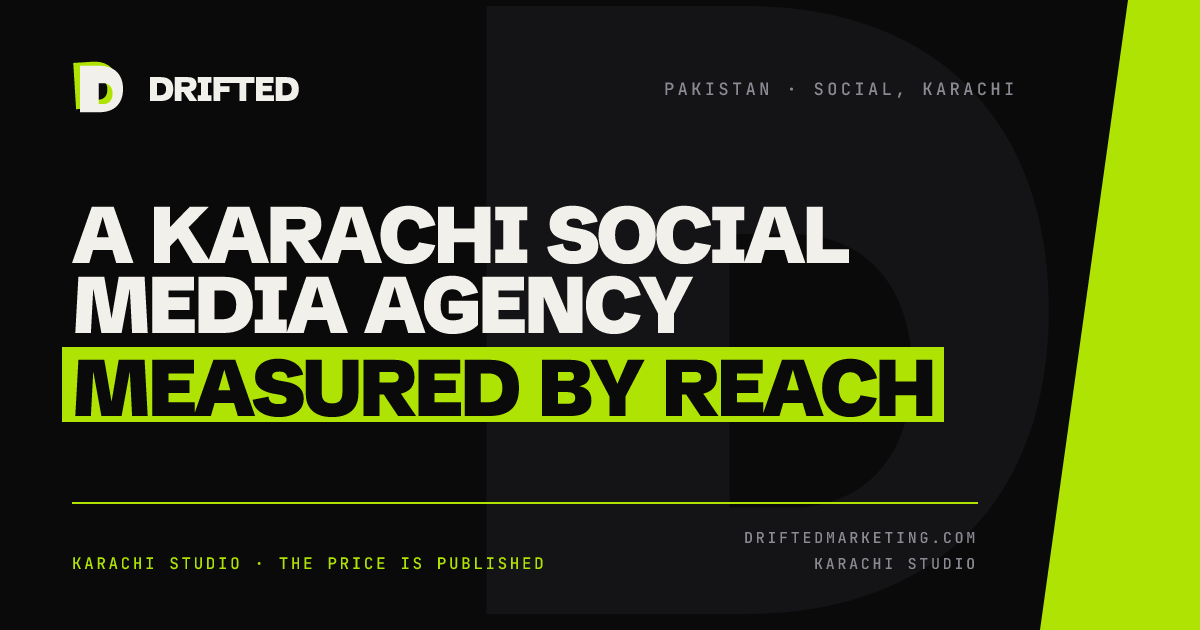 DRIFTED
PAKISTAN · SOCIAL, KARACHI
A KARACHI SOCIAL
MEDIA AGENCY
MEASURED BY REACH
DRIFTEDMARKETING.COM
KARACHI STUDIO · THE PRICE IS PUBLISHED
KARACHI STUDIO